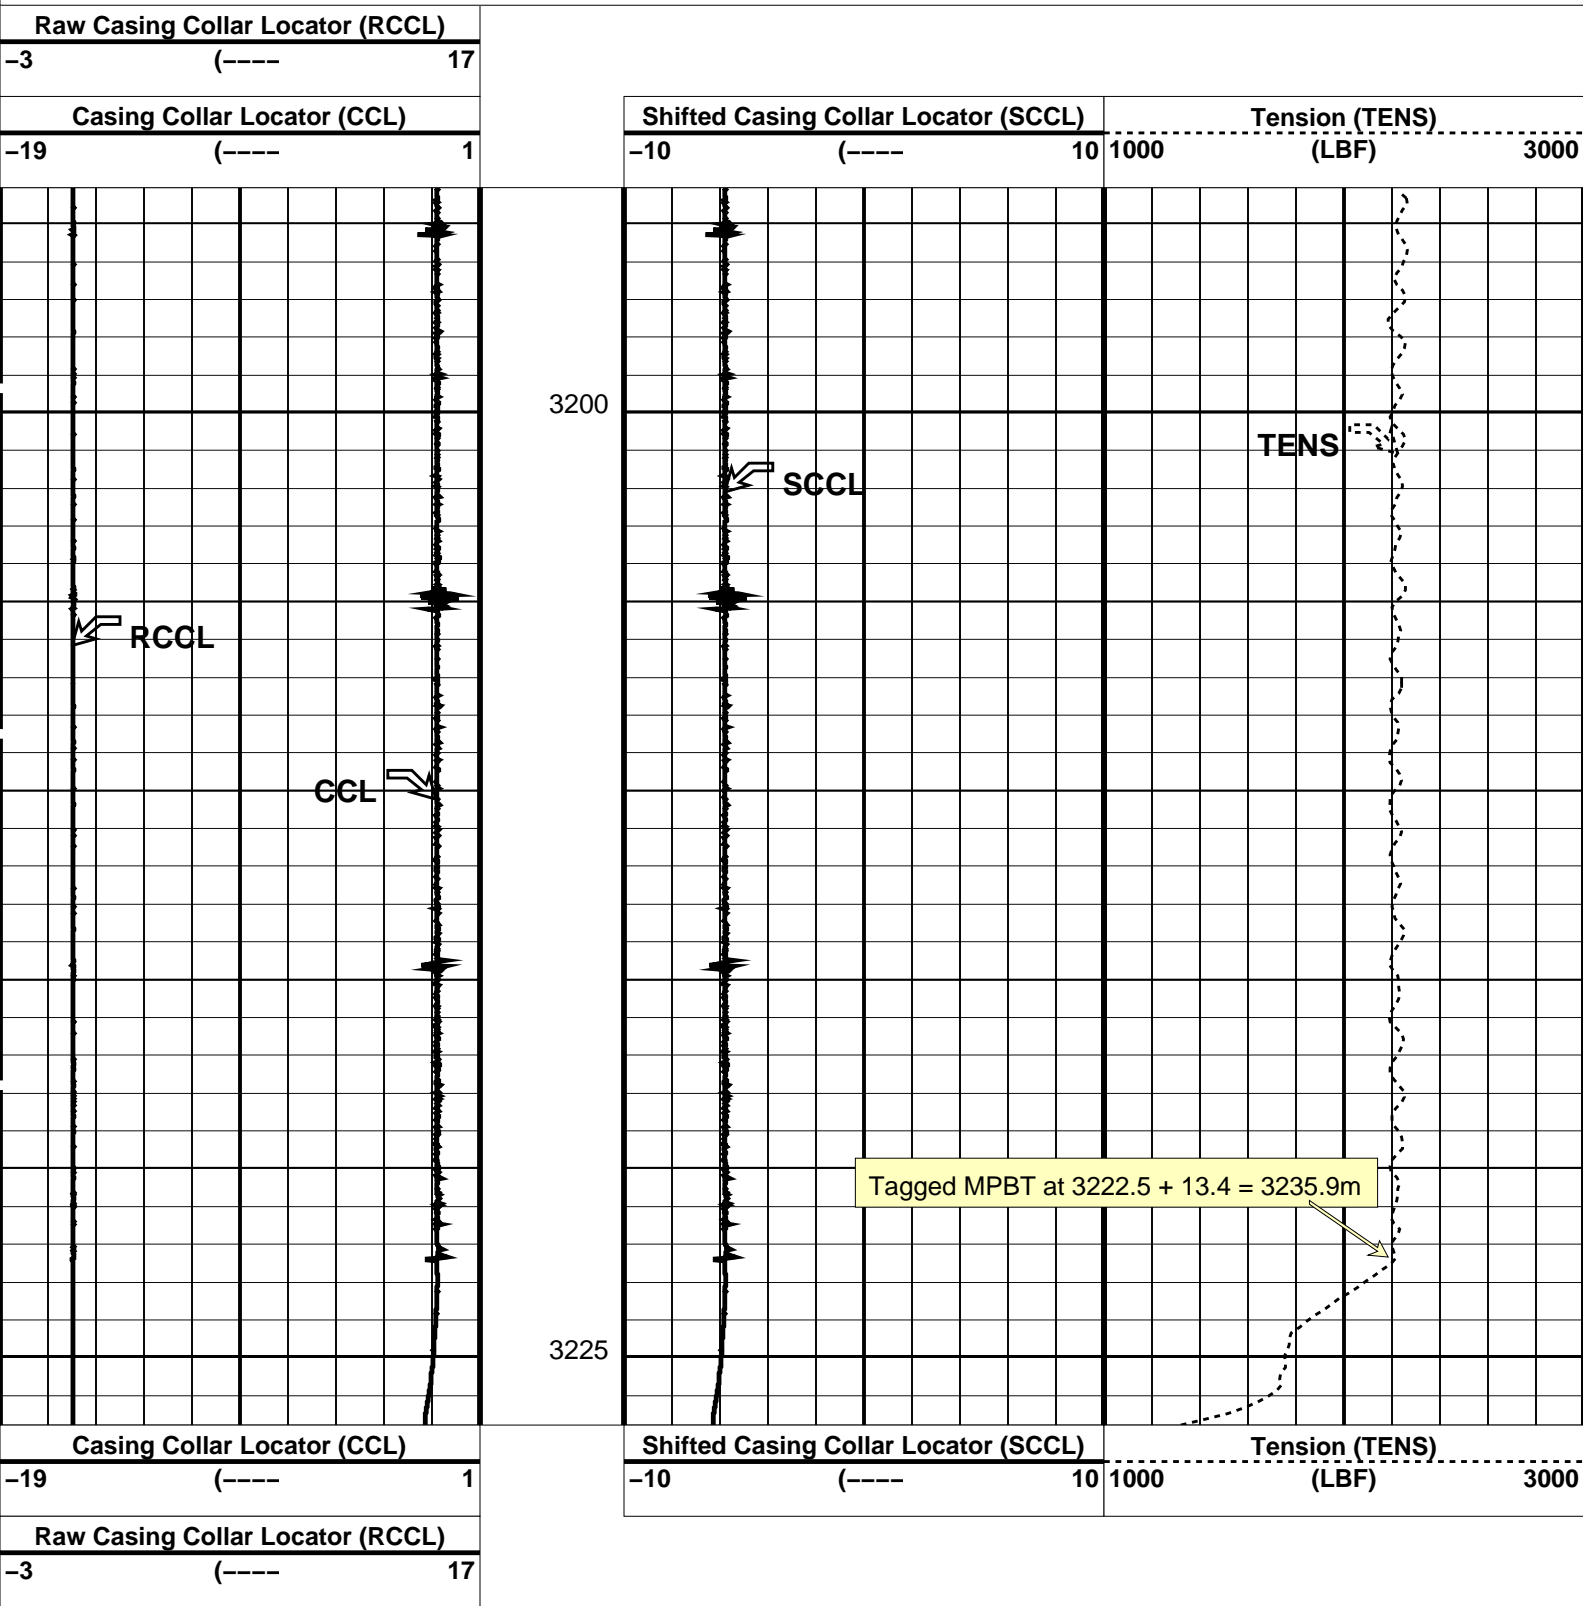 Raw Casing Collar Locator (RCCL)
−3 (−−−− 17
Casing Collar Locator (CCL) Shifted Casing Collar Locator (SCCL) Tension (TENS)
−19 (−−−− 1 −10 (−−−− 10 1000 (LBF) 3000
3200
TENS
SCCL
RCCL
CCL
Tagged MPBT at 3222.5 + 13.4 = 3235.9m
3225
Casing Collar Locator (CCL) Shifted Casing Collar Locator (SCCL) Tension (TENS)
−19 (−−−− 1 −10 (−−−− 10 1000 (LBF) 3000
Raw Casing Collar Locator (RCCL)
−3 (−−−− 17